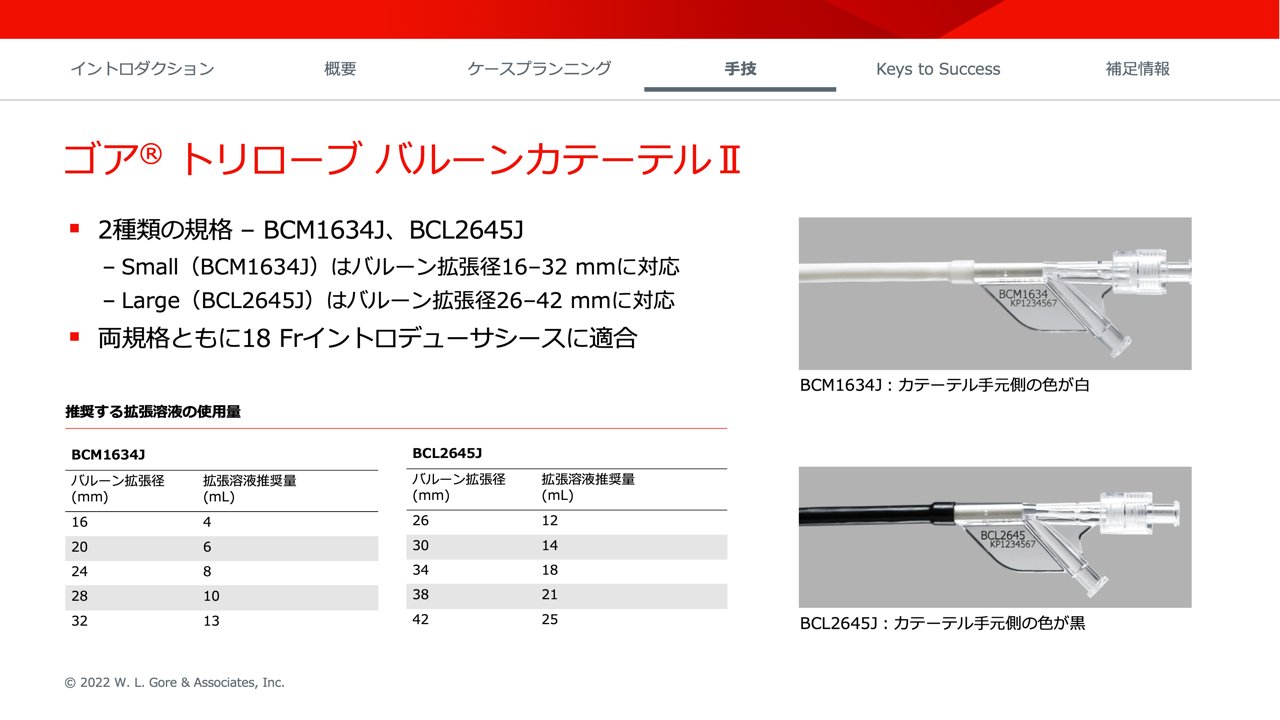 イントロダクション
概要
ケースプランニング
手技
Keys to Success
補足情報
ゴア® トリローブ バルーンカテーテルⅡ
▪ 2種類の規格 – BCM1634J、BCL2645J
– Small（BCM1634J）はバルーン拡張径16–32 mmに対応
– Large（BCL2645J）はバルーン拡張径26–42 mmに対応
▪ 両規格ともに18 Frイントロデューサシースに適合
推奨する拡張溶液の使用量
BCM1634J
バルーン拡張径 拡張溶液推奨量
(mm) (mL)
16 4
20 6
24 8
28 10
32 13
BCL2645J
バルーン拡張径 拡張溶液推奨量
(mm) (mL)
26 12
30 14
34 18
38 21
42 25
BCM1634
KP1234567
BCM1634J：カテーテル手元側の色が白
BCL2645
KP1234567
BCL2645J：カテーテル手元側の色が黒
© 2022 W. L. Gore & Associates, Inc.